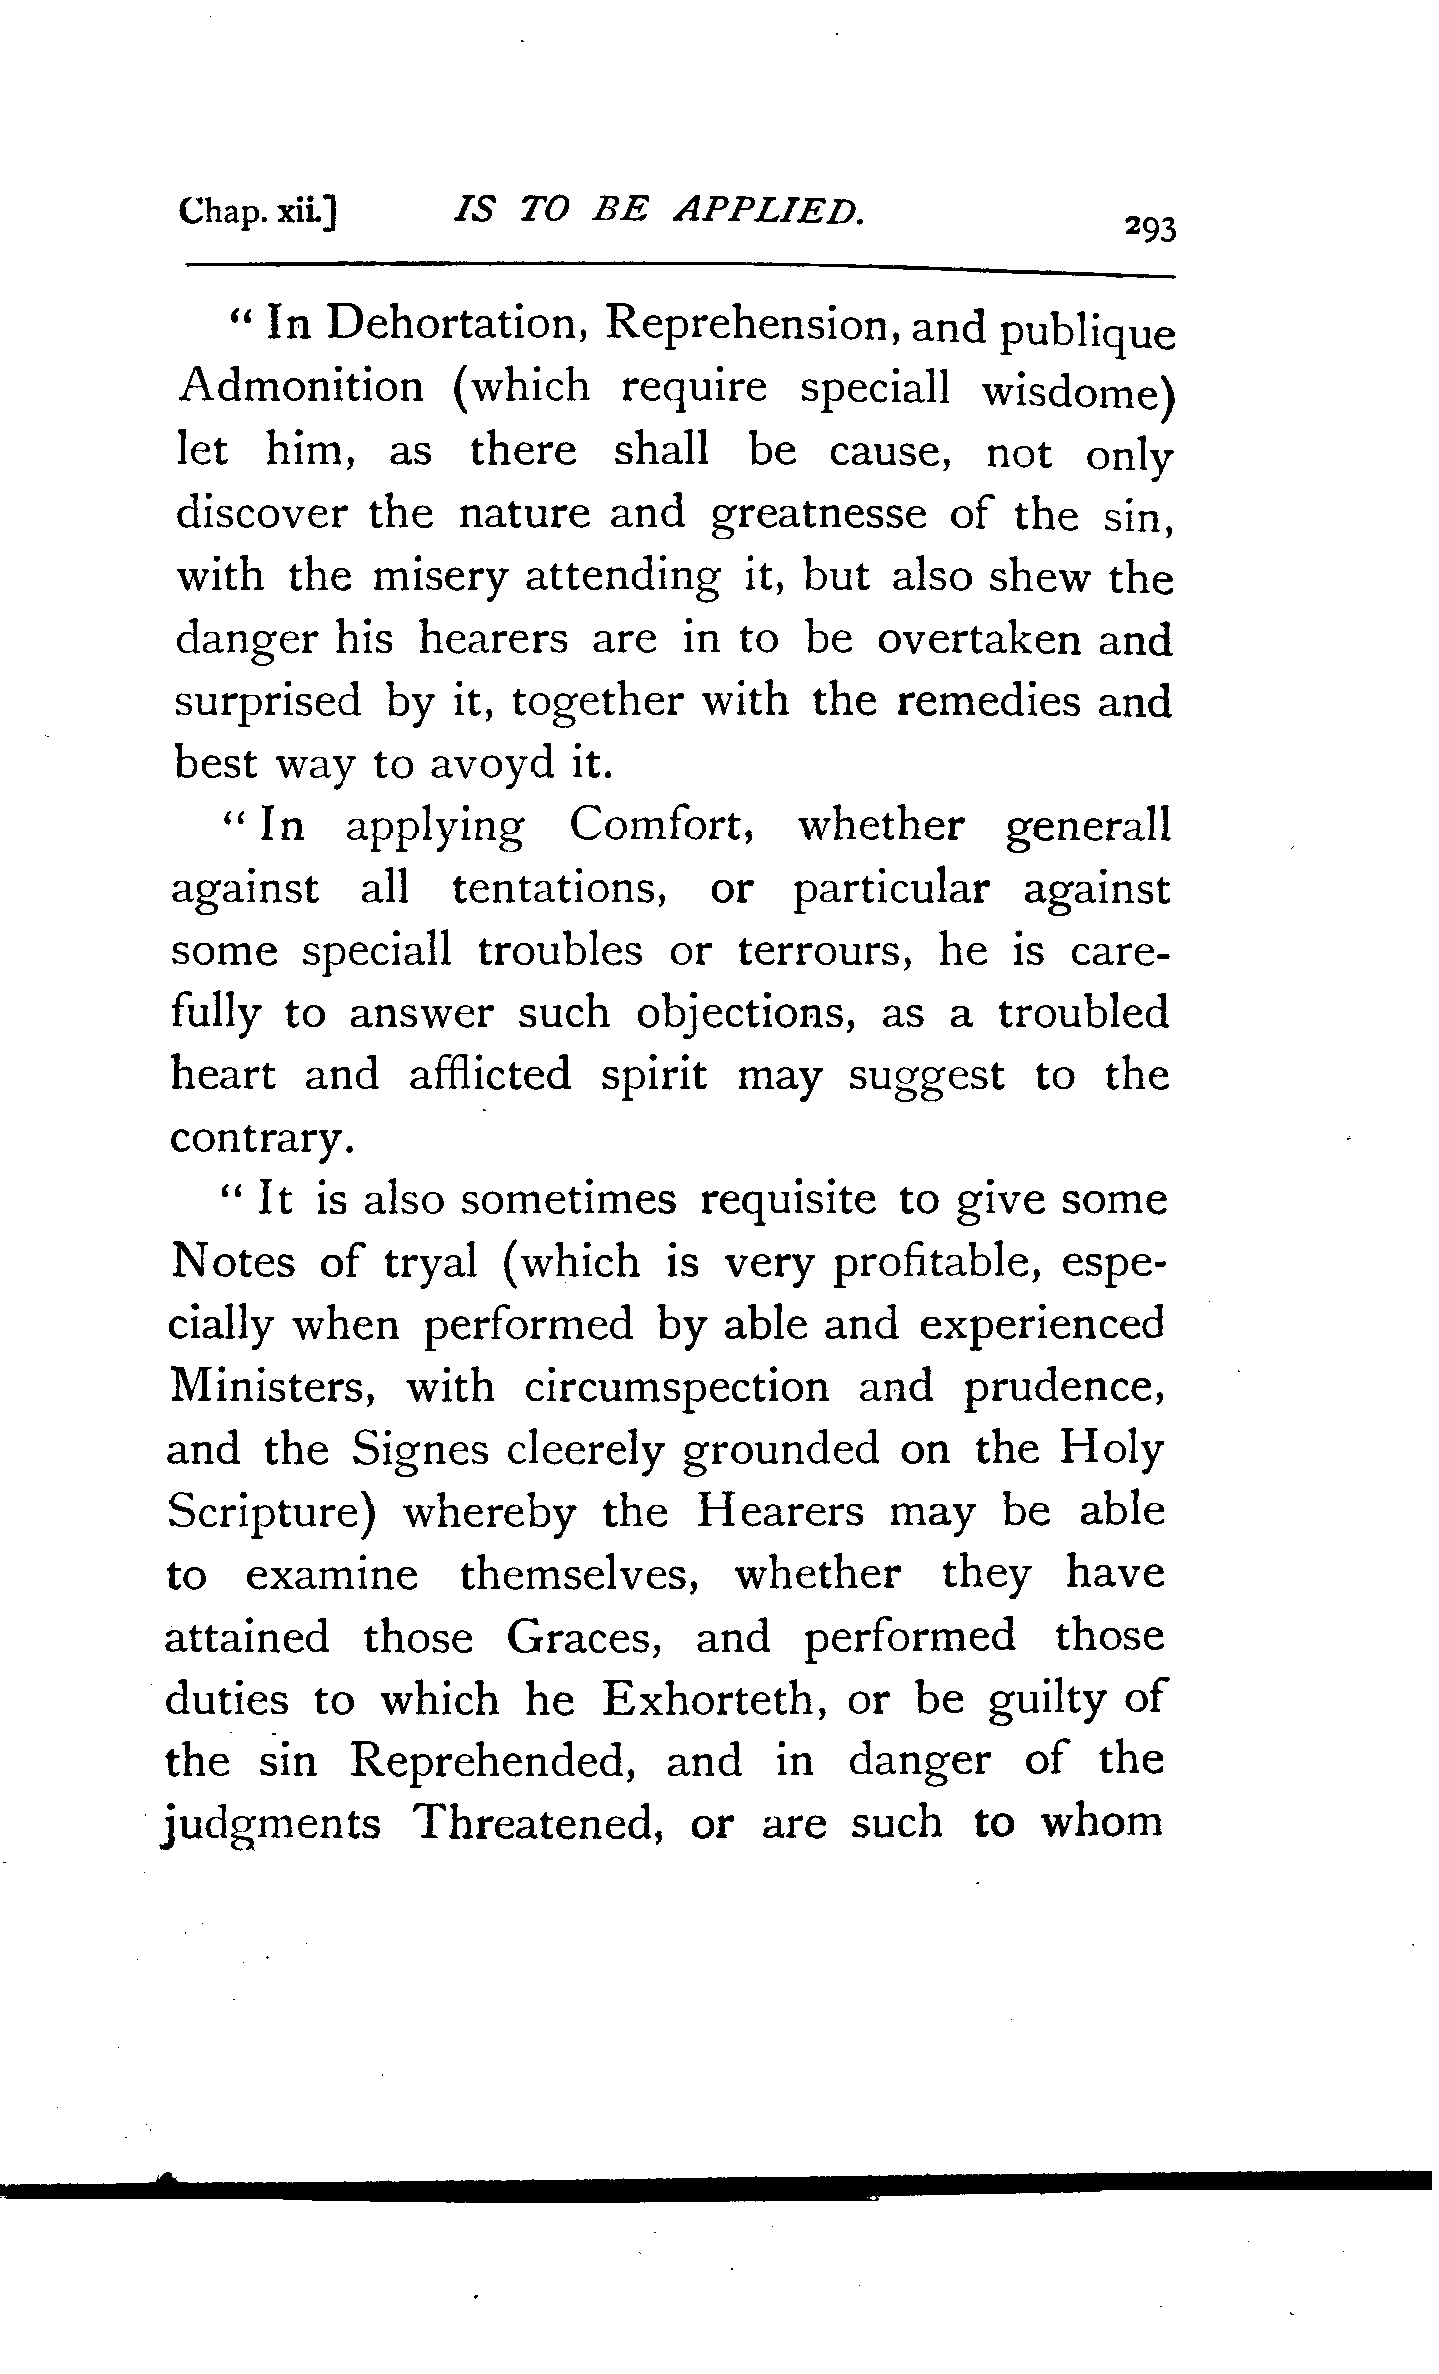 Chap. xii.] IS TO BE APPLIED. 293
“ In Dehortation, Reprehension, and publique
Admonition (which require speciall wisdome)
let him, as there shall be cause, not only
discover the nature and greatnesse of the sin,
with the misery attending it, but also shew the
danger his hearers are in to be overtaken and
surprised by it, together with the remedies and
best way to avoyd it.
“ In applying Comfort, whether generall
against all tentations, or particular against
some speciall troubles or terrours, he is care-
fully to answer such objections, as a troubled
heart and afflicted spirit may suggest to the
contrary.
“ It is also sometimes requisite to give some
Notes of tryal (which is very profitable, espe-
cially when performed by able and experienced
Ministers, with circumspection and prudence,
and the Signes cleerely grounded on the Holy
Scripture) whereby the Hearers may be able
to examine themselves, whether they have
attained those Graces, and performed those
duties to which he Exhorteth, or be guilty of
the sin Reprehended, and in danger of the
judgments Threatened, or are such to whom